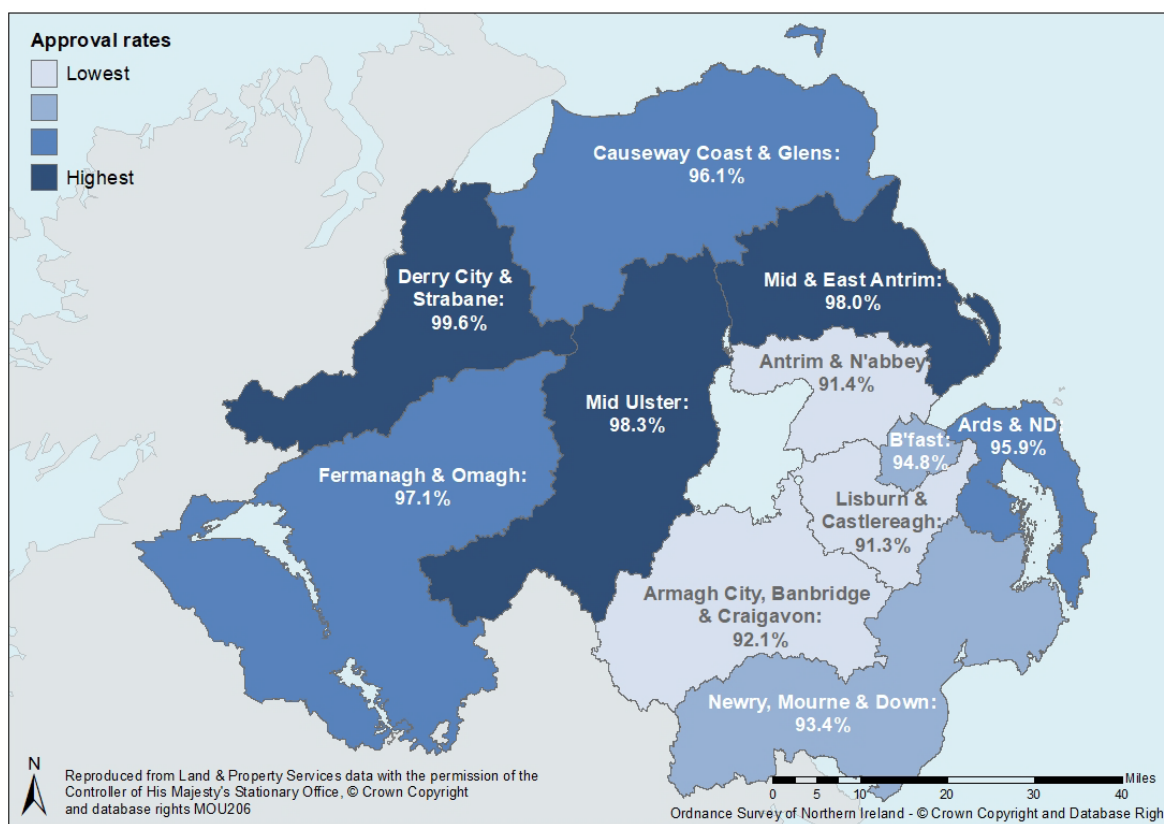 Approval rates
Lowest
Highest
Causeway Coast & Glens:
96.1%
Derry City &
Strabane:
99.6%
Mid & East Antrim:
98.0%
Antrim & N'abbey
91.4%
Mid Ulster:
98.3%
Ards & ND
95.9%
B'fast:
94.8%
Fermanagh & Omagh:
97.1%
Lisburn &
Castlereagh:
91.3%
Armagh City, Banbridge
& Craigavon:
92.1%
Newry, Mourne & Down:
93.4%
N
Reproduced from Land & Property Services data with the permission of the
Controller of His Majesty's Stationary Office, © Crown Copyright
and database rights MOU206
Miles
0 5 10 20 30 40
Ordnance Survey of Northern Ireland - © Crown Copyright and Database Righ